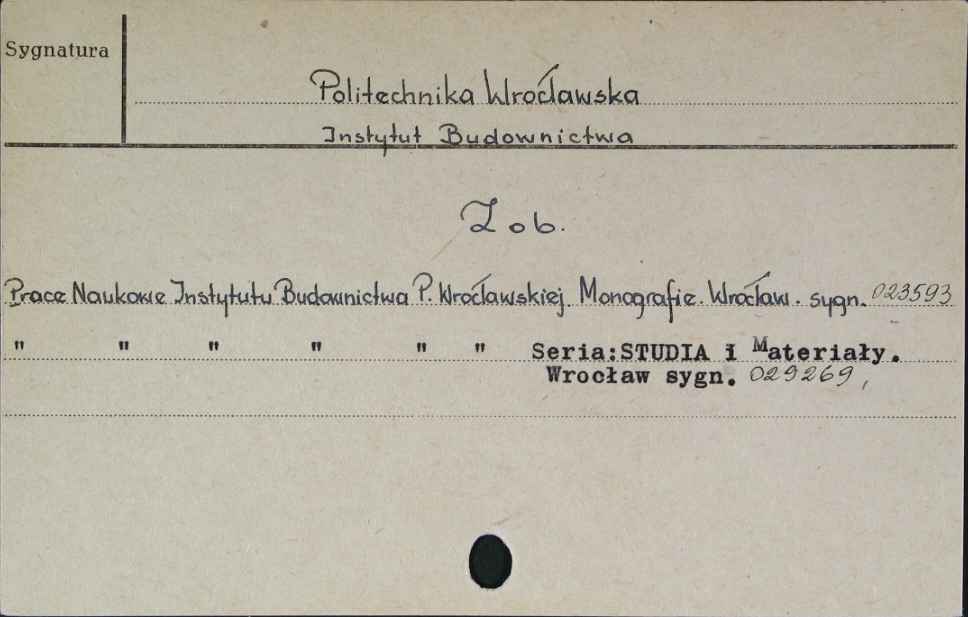 Sygnatura
Politechnika Wrocławska
Instytut Budownictwa
Zob.
Prace Naukowe Instytutu Budownictwa P. Wrocławskiej. Monografie. Wrocław. sygn. 023593
" " " " " " Seria:STUDIA i Materiały.
Wrocław sygn. 029269,